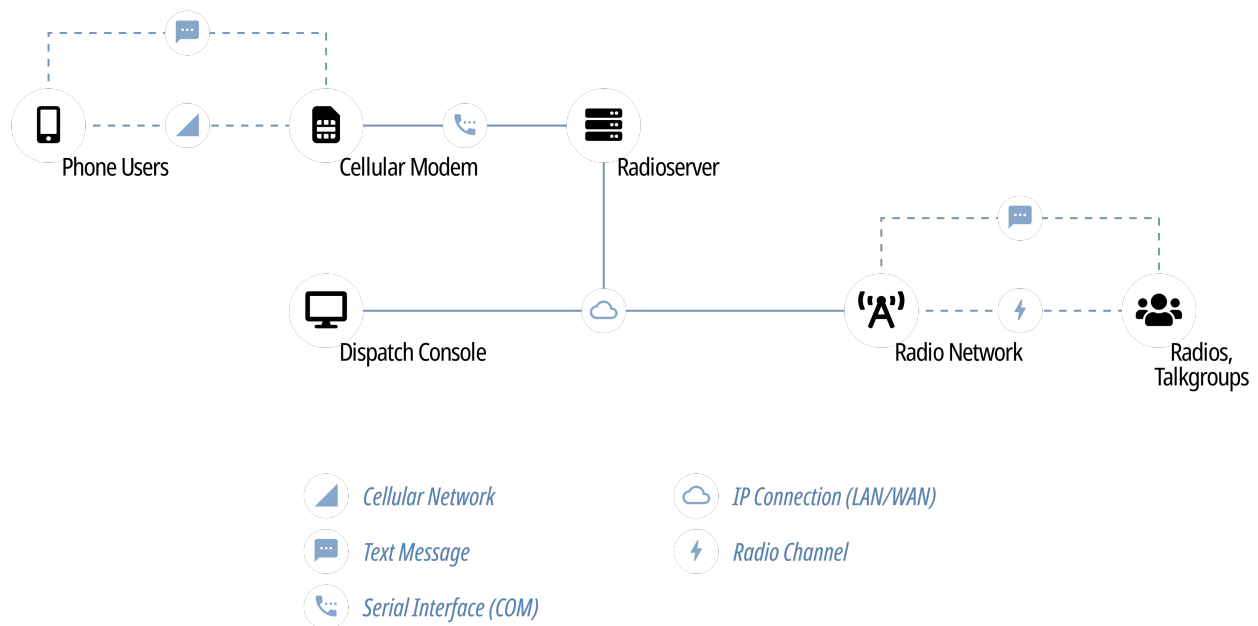 Phone Users
Cellular Modem
Radioserver
Dispatch Console
Radio Network
Radios,
Talkgroups
Cellular Network
IP Connection (LAN/WAN)
Text Message
Radio Channel
Serial Interface (COM)